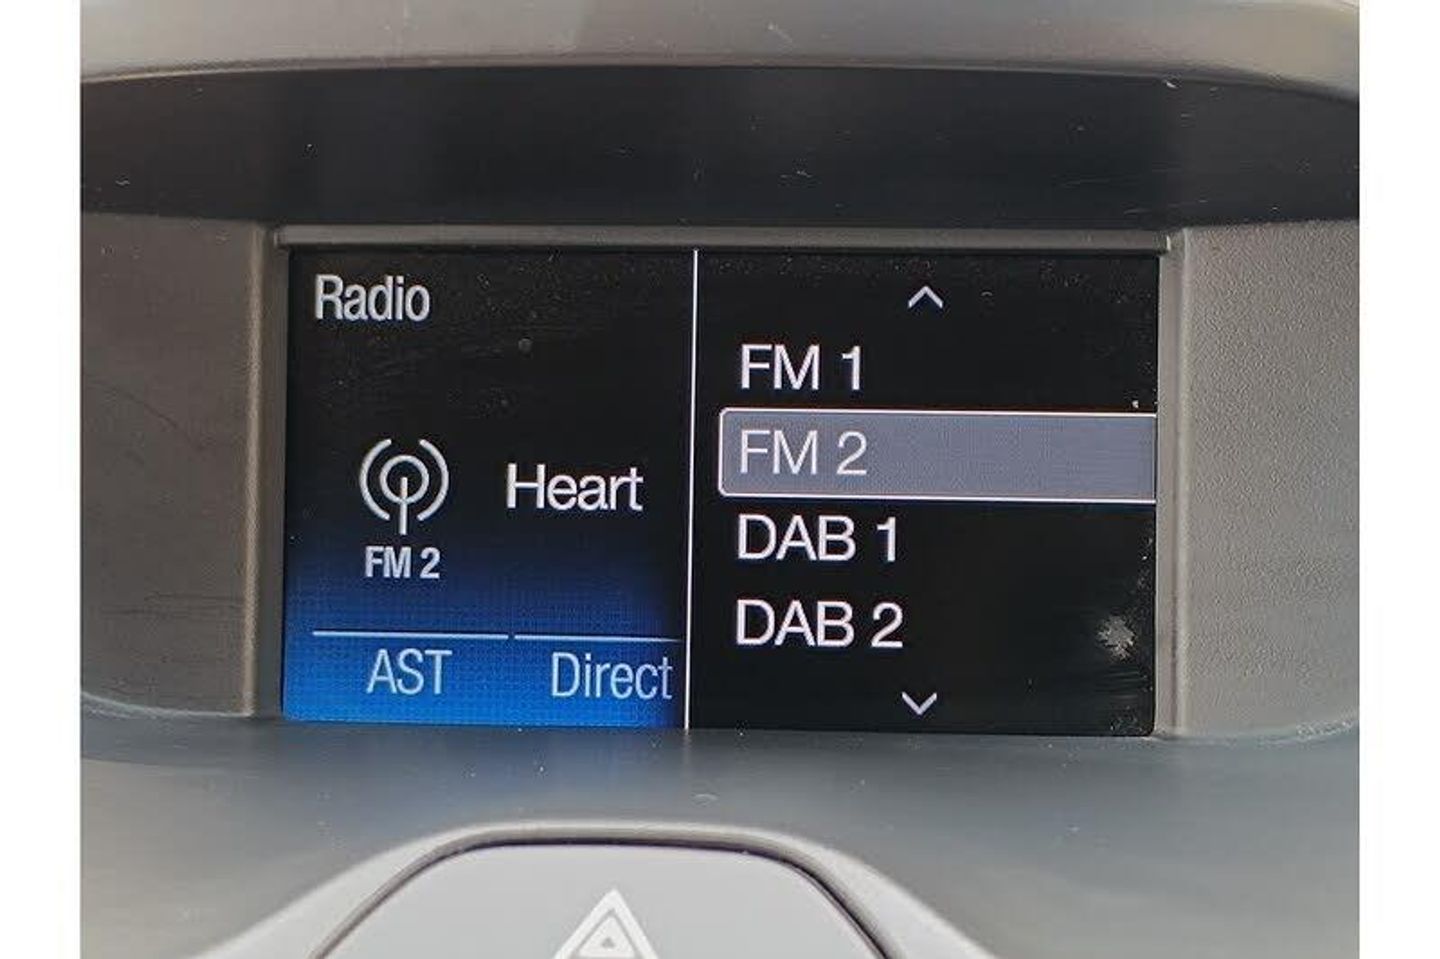 Radio
Heart
FM 2
AST Direct
FM 1
FM 2
DAB 1
DAB 2